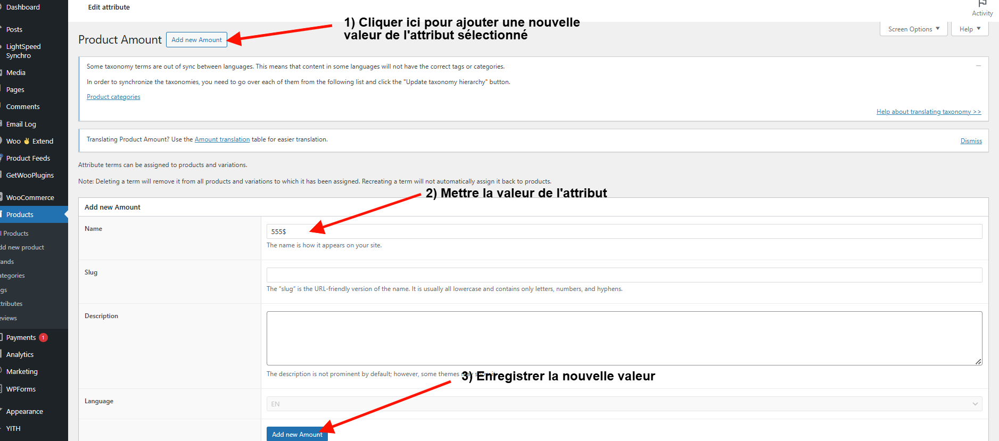 Dashboard
Posts
LightSpeed
Synchro
Media
Pages
Comments
Email Log
Woo ✌ Extend
Product Feeds
GetWooPlugins
WooCommerce
Products
l Products
dd new product
rands
ategories
gs
ttributes
eviews
Payments 1
Analytics
Marketing
WPForms
Appearance
YITH
Edit attribute
Activity
Screen Options
Help
1) Cliquer ici pour ajouter une nouvelle
valeur de l'attribut sélectionné
Product Amount
Add new Amount
Some taxonomy terms are out of sync between languages. This means that content in some languages will not have the correct tags or categories.
In order to synchronize the taxonomies, you need to go over each of them from the following list and click the "Update taxonomy hierarchy" button.
Product categories
Help about translating taxonomy >>
Translating Product Amount? Use the Amount translation table for easier translation.
Dismiss
Attribute terms can be assigned to products and variations.
Note: Deleting a term will remove it from all products and variations to which it has been assigned. Recreating a term will not automatically assign it back to products.
2) Mettre la valeur de l'attribut
Add new Amount
Name
555$
The name is how it appears on your site.
Slug
The “slug” is the URL-friendly version of the name. It is usually all lowercase and contains only letters, numbers, and hyphens.
Description
The description is not prominent by default; however, some themes may show it.
3) Enregistrer la nouvelle valeur
Language
EN
Add new Amount